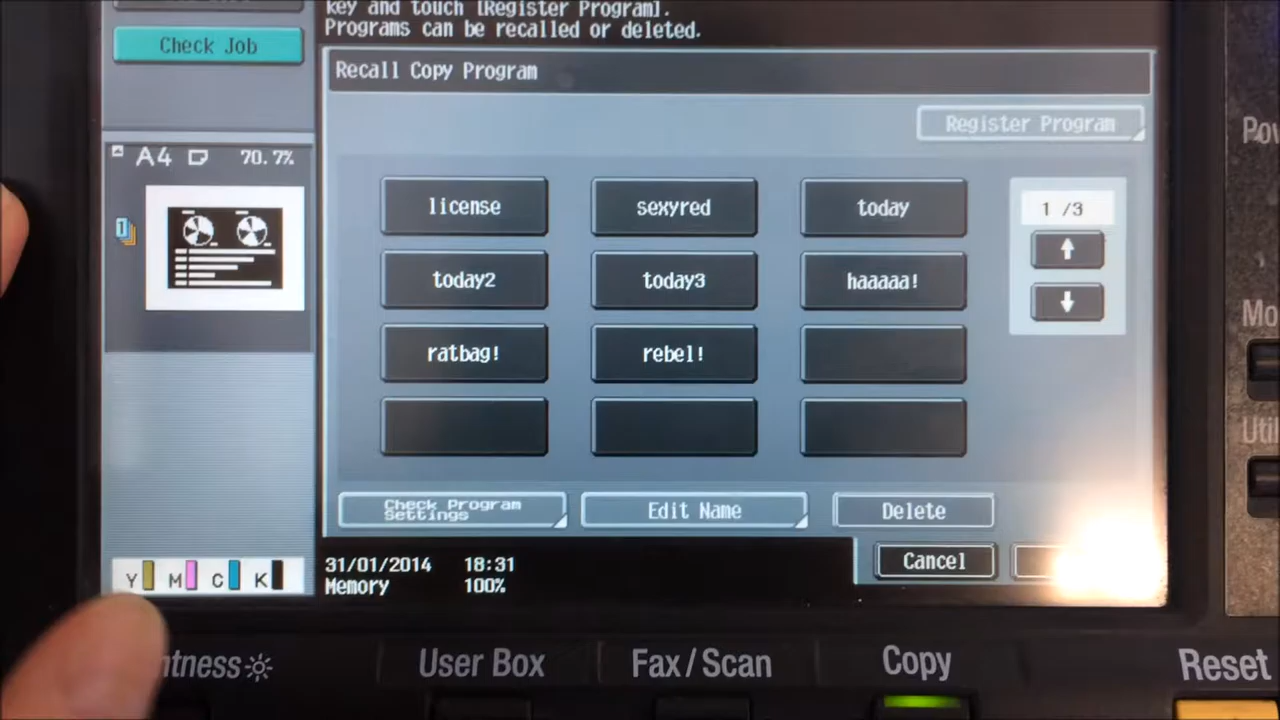 key and touch [Register Program].
Programs can be recalled or deleted.
Check Job
Recall Copy Program
Register Program
A4 70.7%
license sexyred today
1 /3
today2 today3 haaaaa!
1
ratbag! rebel!
Check Program
Settings
Edit Name Delete
31/01/2014 18:31
Cancel
Memory 100%
Y M C K
User Box Fax/Scan Copy Reset